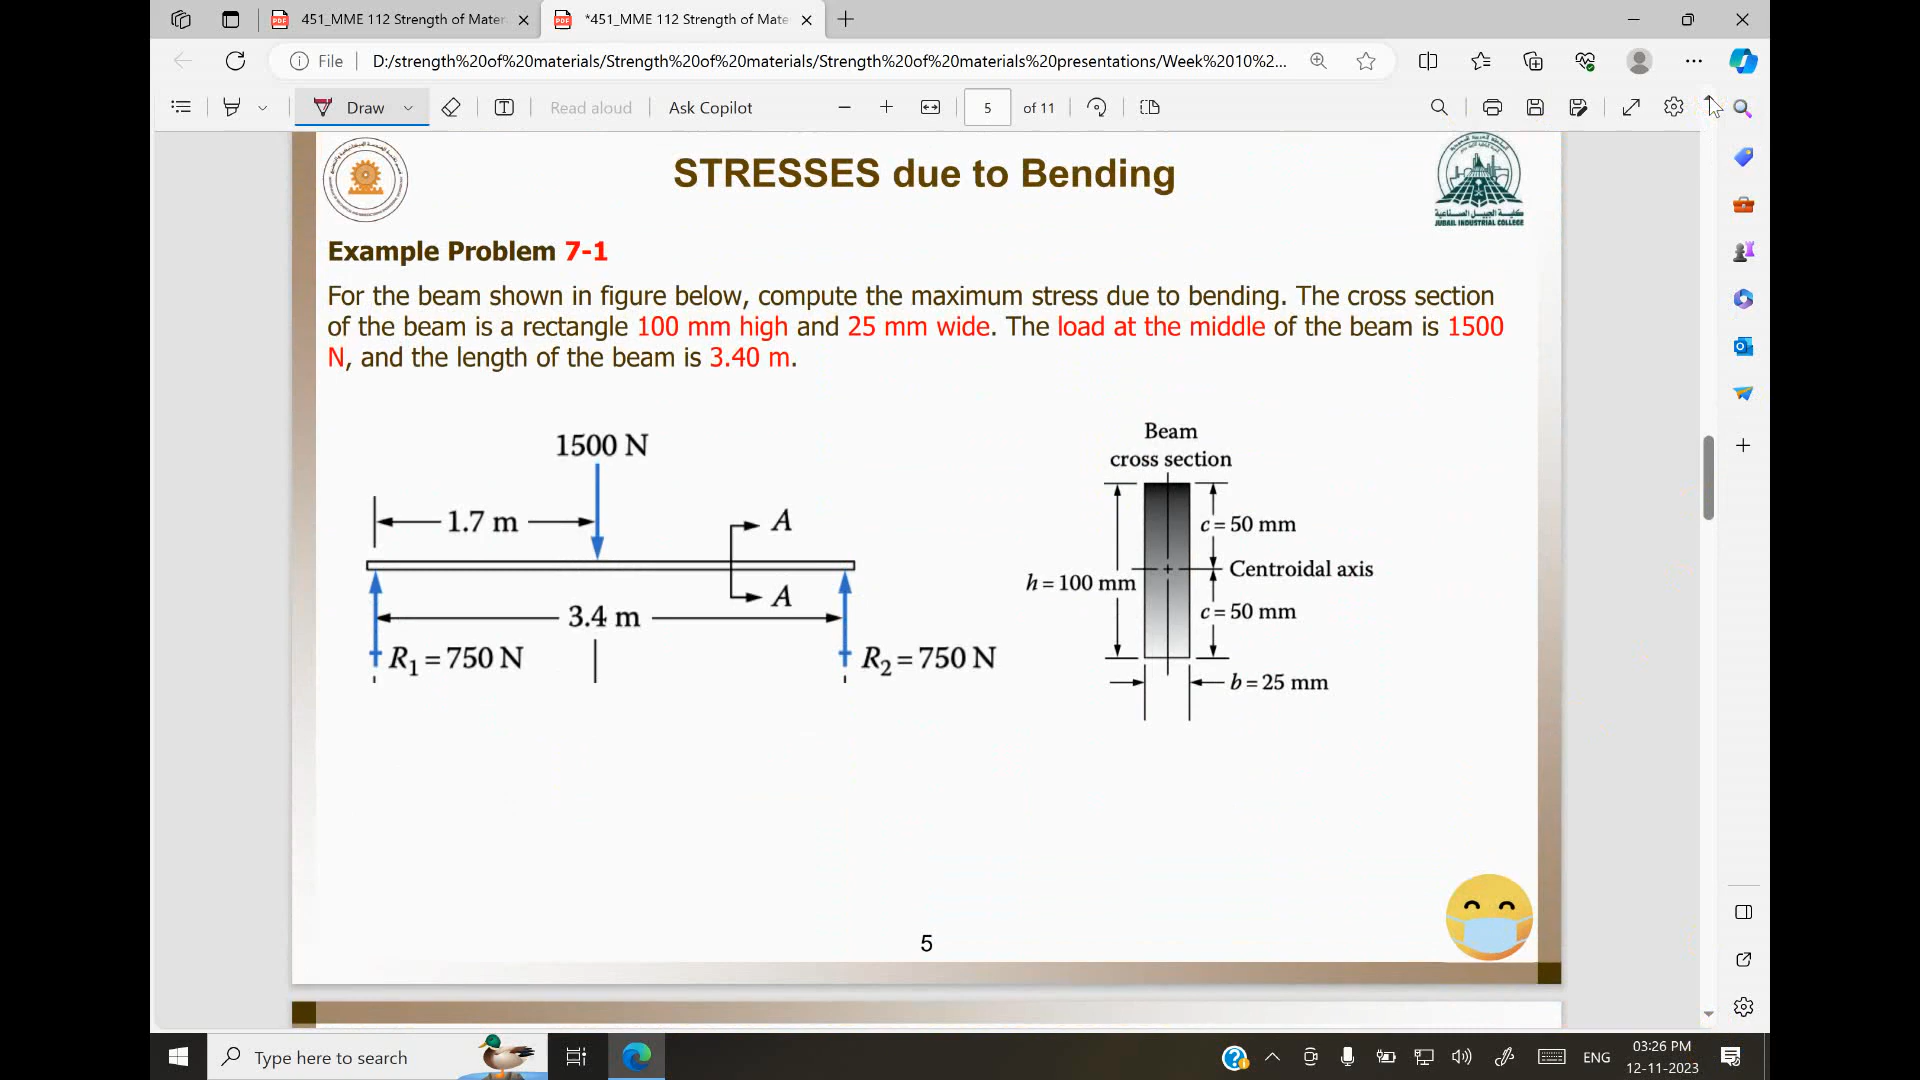 451_MME 112 Strength of Mater
*451_MME 112 Strength of Mate
File
D:/strength%20of%20materials/Strength%20of%20materials/Strength%20of%20materials%20presentations/Week%2010%2...
Draw
Read aloud
Ask Copilot
5
of 11
STRESSES due to Bending
كلية الجبيل الصناعية
JUBAIL INDUSTRIAL COLLEGE
Example Problem 7-1
For the beam shown in figure below, compute the maximum stress due to bending. The cross section
of the beam is a rectangle 100 mm high and 25 mm wide. The load at the middle of the beam is 1500
N, and the length of the beam is 3.40 m.
1500 N
1.7 m
A
A
3.4 m
R₁ = 750 N
R₂ = 750 N
Beam
cross section
c = 50 mm
Centroidal axis
h = 100 mm
c = 50 mm
b = 25 mm
5
Type here to search
ENG
03:26 PM
12-11-2023